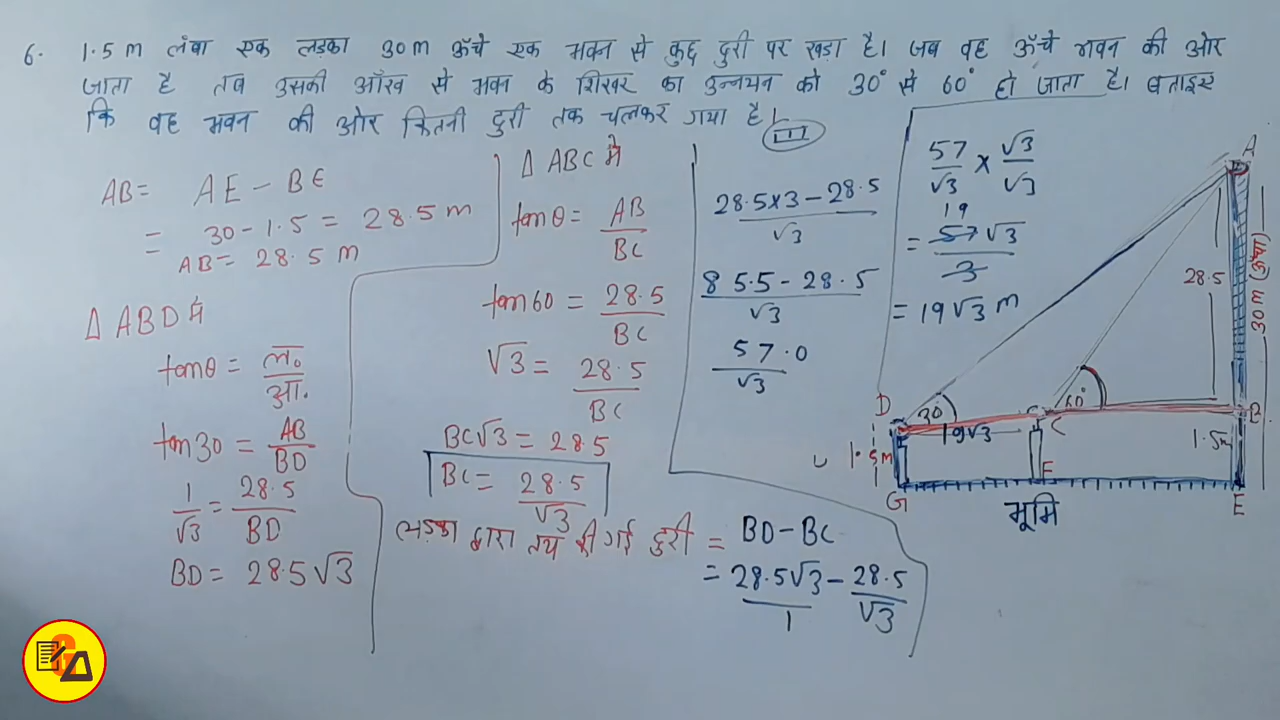 6. 1.5 m लंबा एक लड़का 30 m ऊँचे एक भवन से कुछ दुरी पर खड़ा है। जब वह ऊँचे भवन की ओर
जाता है तब उसकी आँख से भवन के शिखर का उन्नयन को 30° से 60° हो जाता है। बताइए
कि वह भवन की ओर कितनी दुरी तक चलकर गया है।
III
AB = AE - BE
= 30 - 1.5 = 28.5 m
AB = 28.5 m
Δ ABD में
tanθ = ल०/आ.
tan30 = AB/BD
1/√3 = 28.5/BD
BD = 28.5√3
Δ ABC में
tanθ = AB/BC
tan60 = 28.5/BC
√3 = 28.5/BC
BC√3 = 28.5
BC = 28.5/√3
लड़का द्वारा तय की गई दुरी = BD - BC
= 28.5√3/1 - 28.5/√3
28.5×3 - 28.5/√3
85.5 - 28.5/√3
57.0/√3
57/√3 × √3/√3
= 19 57√3/3
= 19√3 m
A
28.5
30 m (ऊँचा)
D
30°
60°
B
C
19√3
1.5m
1.5m
F
G
E
भूमि